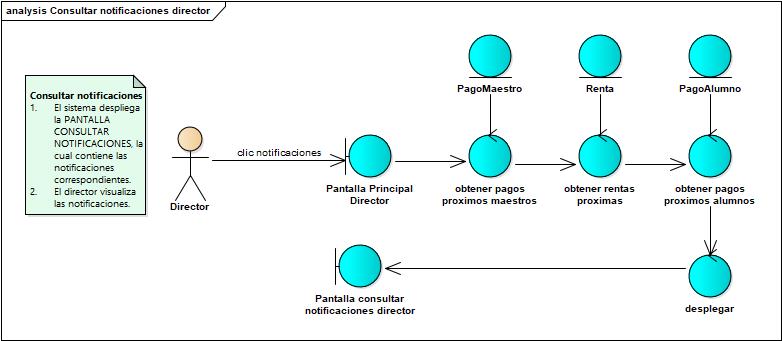 analysis Consultar notificaciones director
Consultar notificaciones
1. El sistema despliega
la PANTALLA
CONSULTAR
NOTIFICACIONES, la
cual contiene las
notificaciones
correspondientes.
2. El director visualiza
las notificaciones.
Director
clic notificaciones
Pantalla Principal
Director
PagoMaestro
Renta
PagoAlumno
obtener pagos
proximos maestros
obtener rentas
proximas
obtener pagos
proximos alumnos
Pantalla consultar
notificaciones director
desplegar